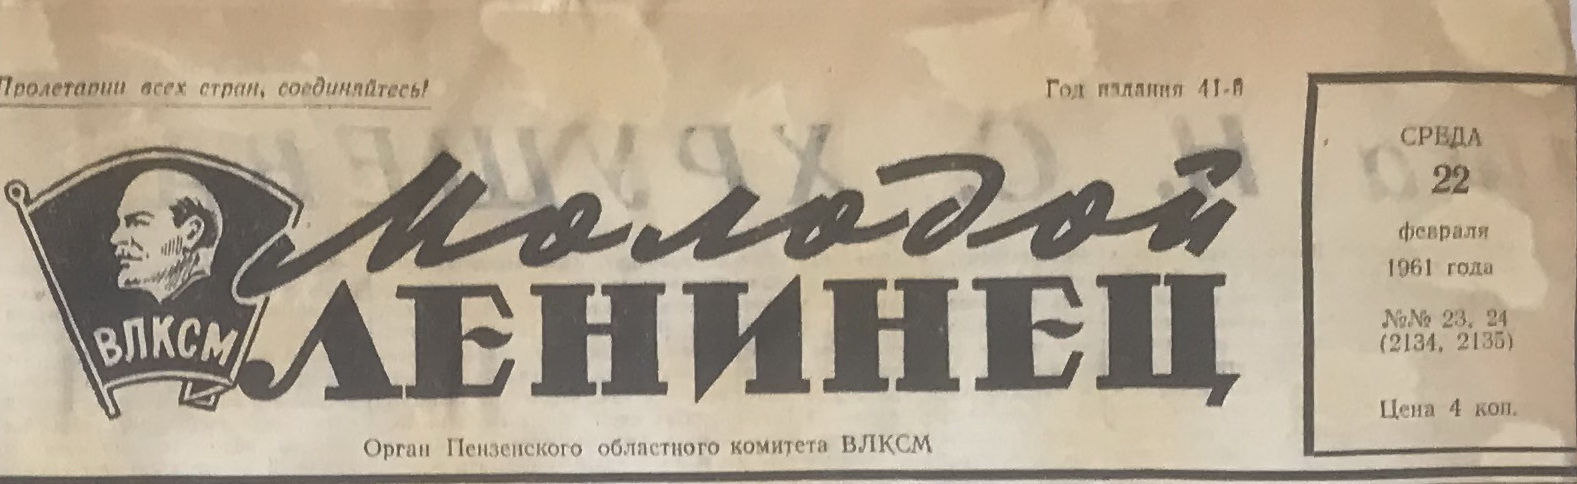 Пролетарии всех стран, соединяйтесь!
Год издания 41-й
ВЛКСМ
Молодой
ЛЕНИНЕЦ
Орган Пензенского областного комитета ВЛКСМ
СРЕДА
22
февраля
1961 года
№№ 23, 24
(2134, 2135)
Цена 4 коп.